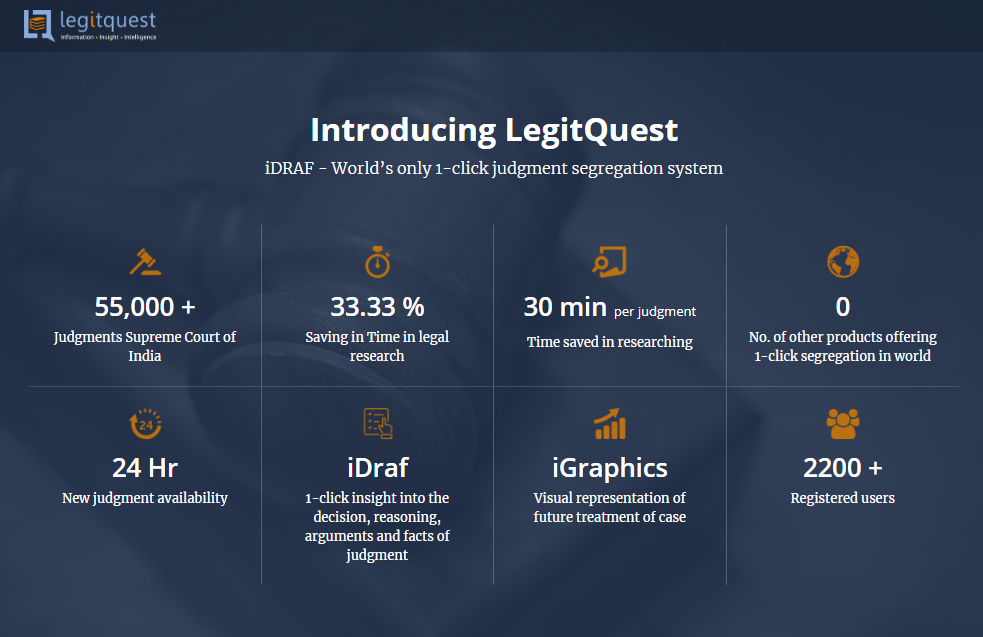 legitquest
Information • Insight • Intelligence
Introducing LegitQuest
iDRAF - World’s only 1-click judgment segregation system
55,000 +
Judgments Supreme Court of
India
33.33 %
Saving in Time in legal
research
30 min per judgment
Time saved in researching
0
No. of other products offering
1-click segregation in world
24
24 Hr
New judgment availability
iDraf
1-click insight into the
decision, reasoning,
arguments and facts of
judgment
iGraphics
Visual representation of
future treatment of case
2200 +
Registered users